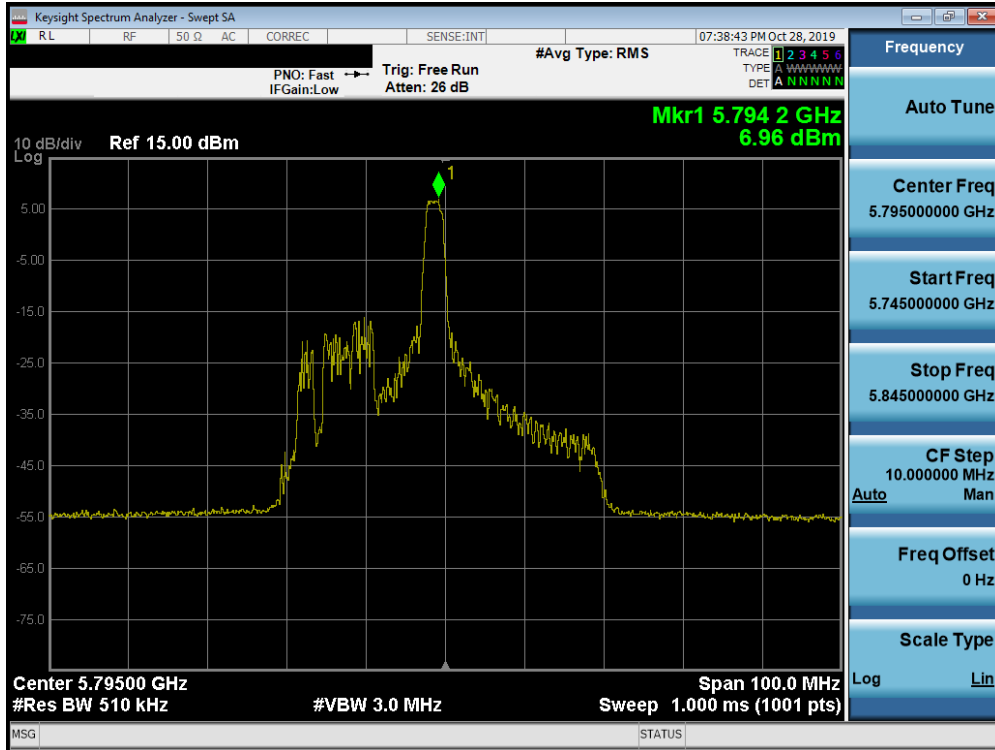 Keysight Spectrum Analyzer - Swept SA
LXI RL RF 50 Ω AC CORREC SENSE:INT 07:38:43 PM Oct 28, 2019
#Avg Type: RMS
TRACE 1 2 3 4 5 6
PNO: Fast Trig: Free Run
TYPE A WWWWW
IFGain:Low Atten: 26 dB
DET A N N N N N
Mkr1 5.794 2 GHz
6.96 dBm
10 dB/div Ref 15.00 dBm
Log
1
5.00
-5.00
-15.0
-25.0
-35.0
-45.0
-55.0
-65.0
-75.0
Center 5.79500 GHz Span 100.0 MHz
#Res BW 510 kHz #VBW 3.0 MHz Sweep 1.000 ms (1001 pts)
MSG STATUS
Frequency
Auto Tune
Center Freq
5.795000000 GHz
Start Freq
5.745000000 GHz
Stop Freq
5.845000000 GHz
CF Step
10.000000 MHz
Auto Man
Freq Offset
0 Hz
Scale Type
Log Lin